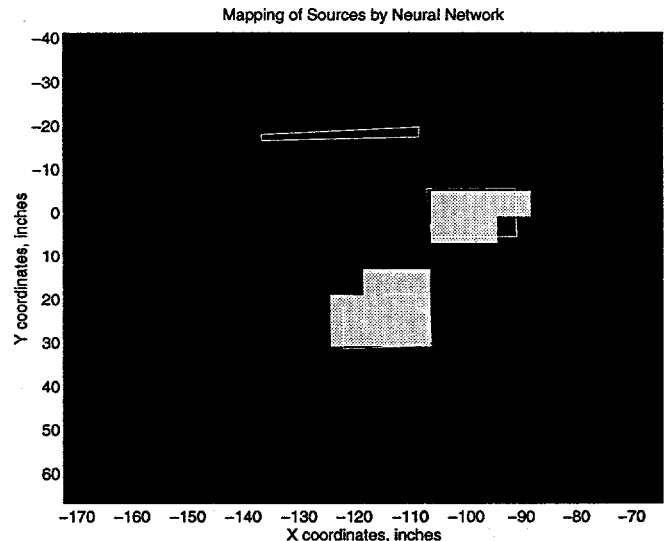 Mapping of Sources by Neural Network
−40
−30
−20
−10
0
10
20
30
40
50
60
Y coordinates, inches
−170 −160 −150 −140 −130 −120 −110 −100 −90 −80 −70
X coordinates, inches